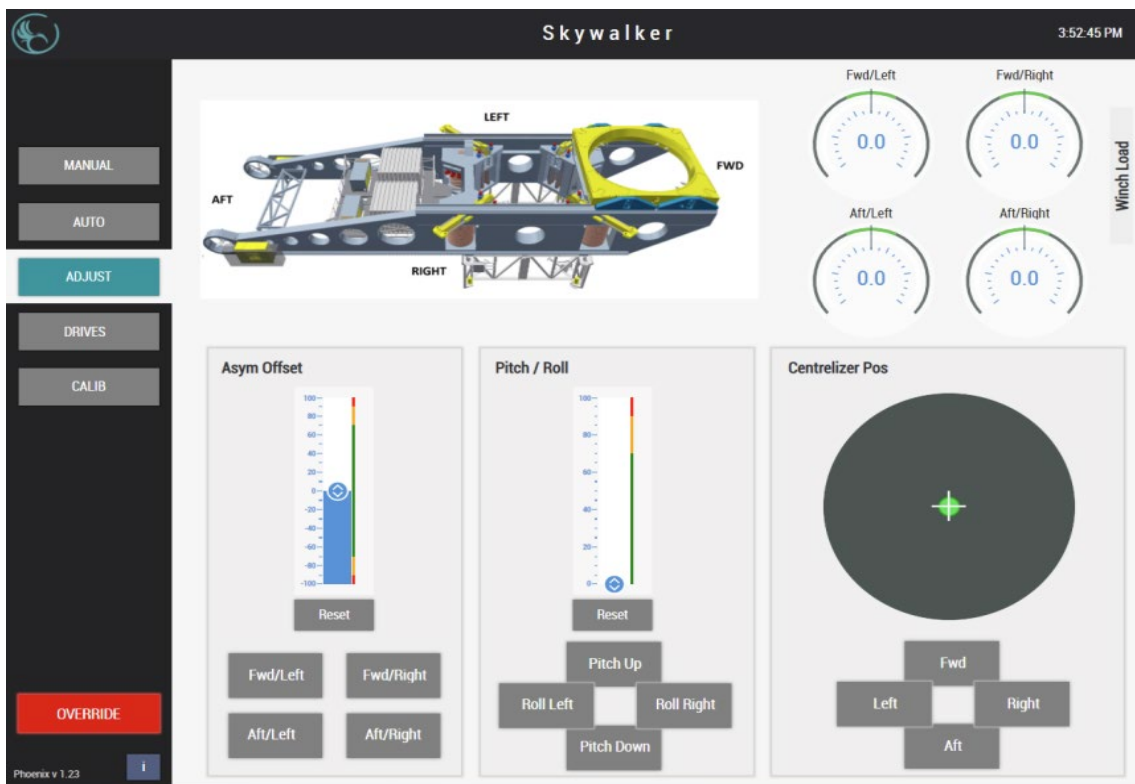 Skywalker
3:52:45 PM
MANUAL
AUTO
ADJUST
DRIVES
CALIB
OVERRIDE
Phoenix v 1.23
i
LEFT
FWD
AFT
RIGHT
Fwd/Left
0.0
Fwd/Right
0.0
Aft/Left
0.0
Aft/Right
0.0
Winch Load
Asym Offset
100
80
60
40
20
0
-20
-40
-60
-80
-100
Reset
Fwd/Left
Fwd/Right
Aft/Left
Aft/Right
Pitch / Roll
100
80
60
40
20
0
Reset
Pitch Up
Roll Left
Roll Right
Pitch Down
Centrelizer Pos
Fwd
Left
Right
Aft